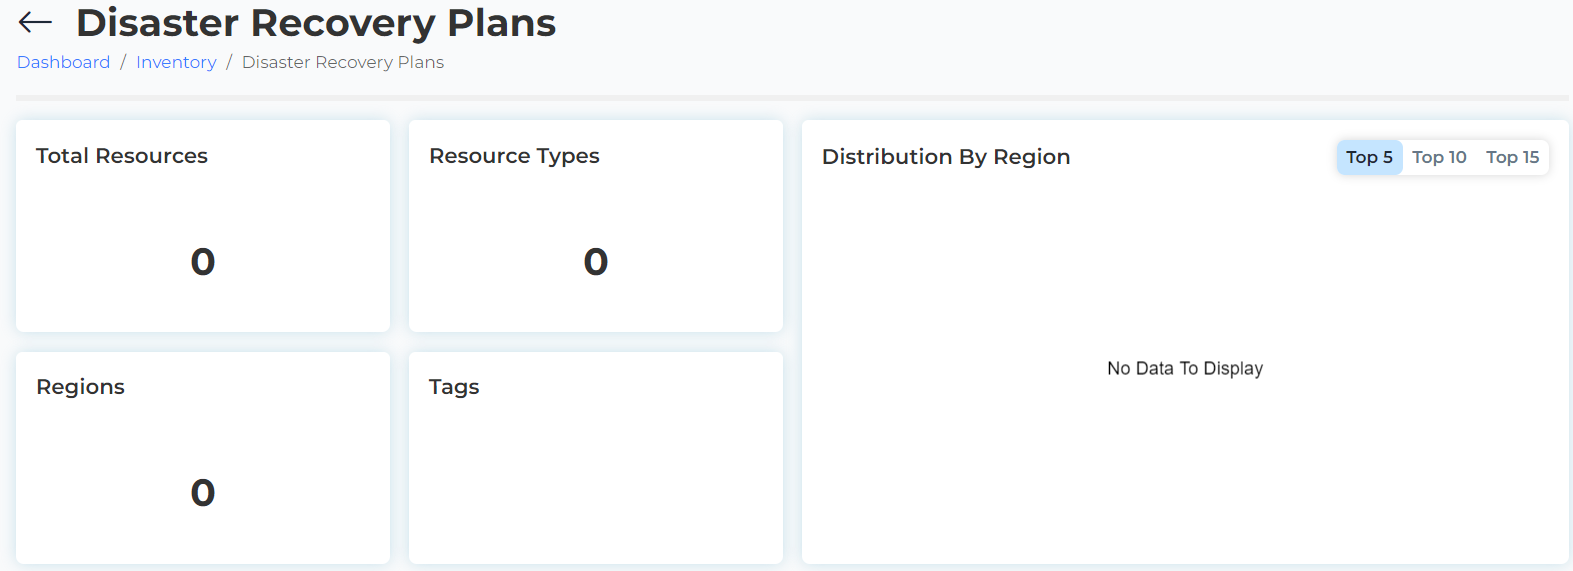 Disaster Recovery Plans
Dashboard / Inventory / Disaster Recovery Plans
Total Resources
0
Resource Types
0
Distribution By Region
Top 5 Top 10 Top 15
No Data To Display
Regions
0
Tags